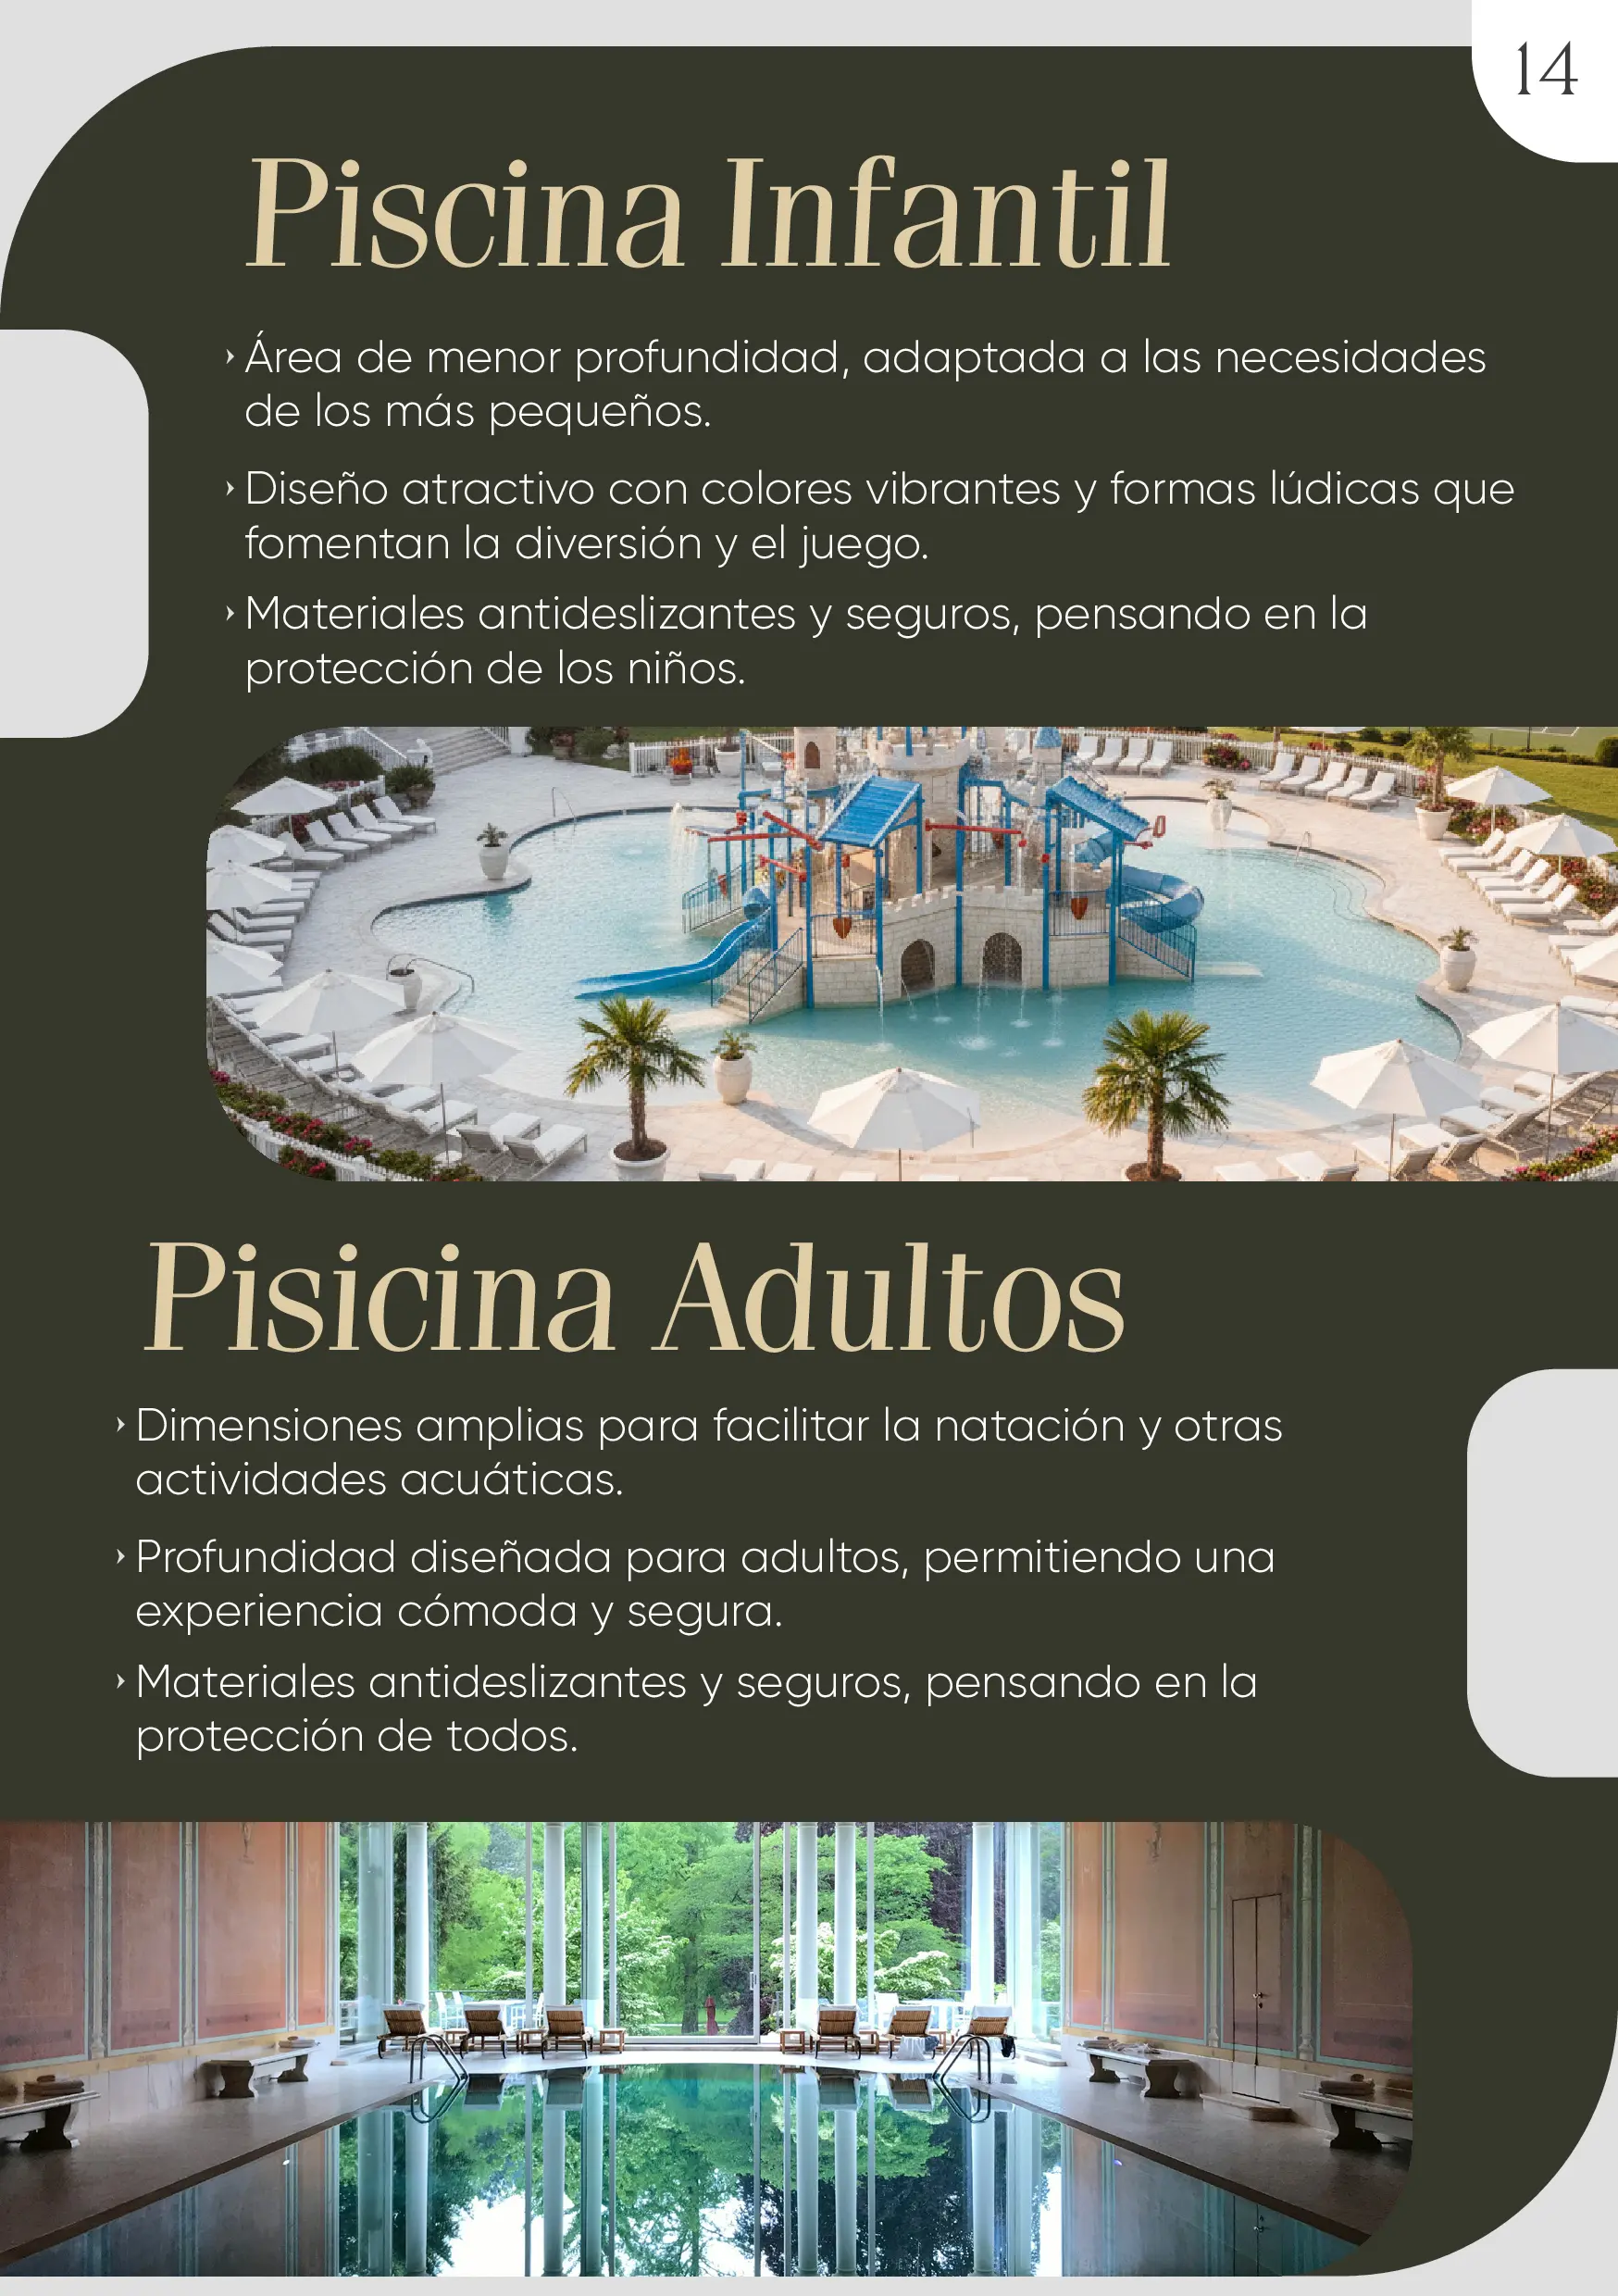 14
Piscina Infantil
› Área de menor profundidad, adaptada a las necesidades
de los más pequeños.
› Diseño atractivo con colores vibrantes y formas lúdicas que
fomentan la diversión y el juego.
› Materiales antideslizantes y seguros, pensando en la
protección de los niños.
Pisicina Adultos
› Dimensiones amplias para facilitar la natación y otras
actividades acuáticas.
› Profundidad diseñada para adultos, permitiendo una
experiencia cómoda y segura.
› Materiales antideslizantes y seguros, pensando en la
protección de todos.